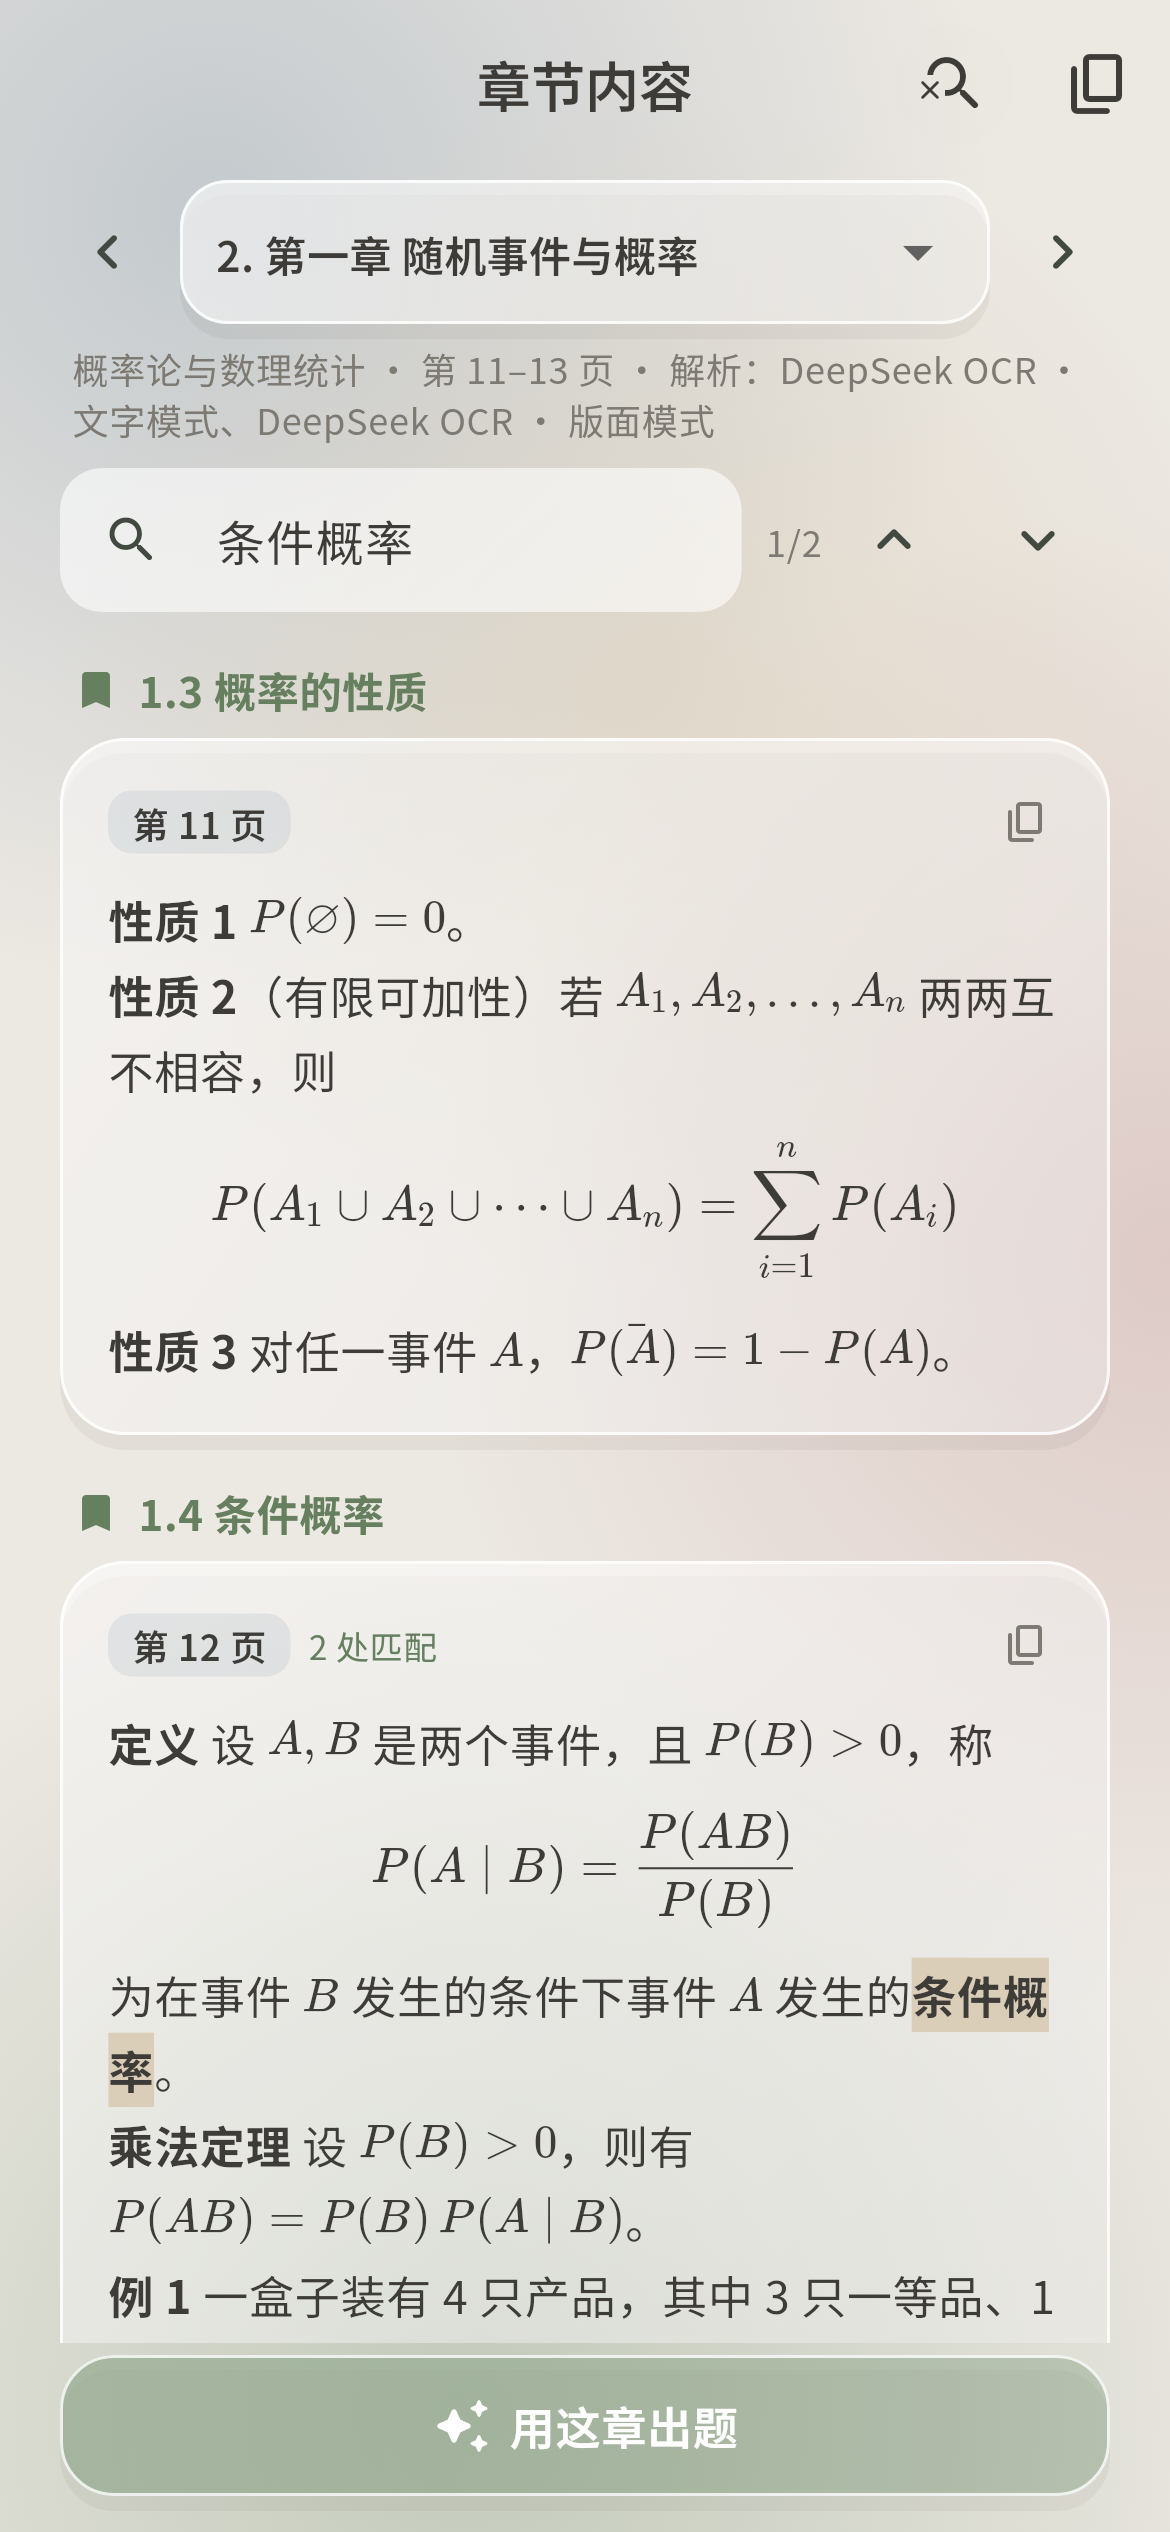 章节内容
2. 第一章 随机事件与概率
概率论与数理统计 · 第 11–13 页 · 解析：DeepSeek OCR ·
文字模式、DeepSeek OCR · 版面模式
条件概率 1/2
1.3 概率的性质
第 11 页
性质 1 P(∅) = 0。
性质 2（有限可加性）若 A₁, A₂, . . . , Aₙ 两两互
不相容，则
P(A₁ ∪ A₂ ∪ ⋯ ∪ Aₙ) = ∑ᵢ₌₁ⁿ P(Aᵢ)
性质 3 对任一事件 A，P(Ā) = 1 − P(A)。
1.4 条件概率
第 12 页 2 处匹配
定义 设 A, B 是两个事件，且 P(B) > 0，称
P(A | B) = P(AB) / P(B)
为在事件 B 发生的条件下事件 A 发生的条件概
率。
乘法定理 设 P(B) > 0，则有
P(AB) = P(B) P(A | B)。
例 1 一盒子装有 4 只产品，其中 3 只一等品、1
用这章出题